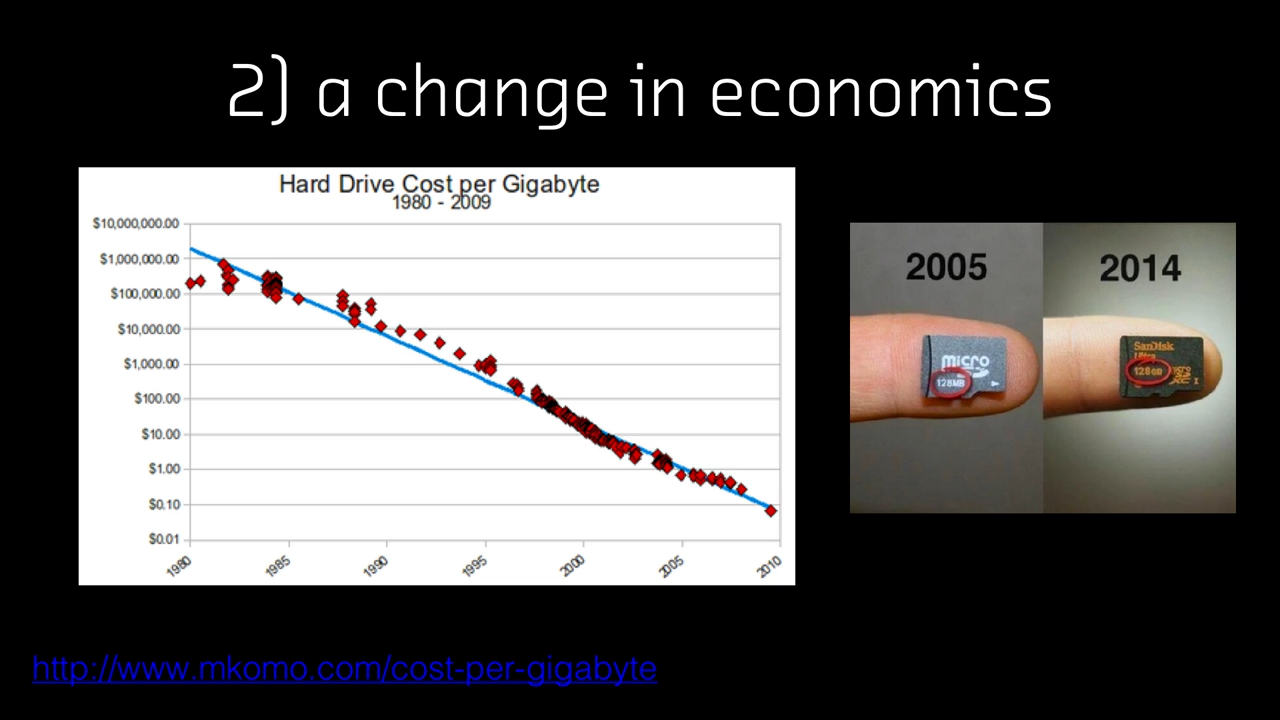 2) a change in economics
Hard Drive Cost per Gigabyte
1980 - 2009
$10,000,000.00
$1,000,000.00
$100,000.00
$10,000.00
$1,000.00
$100.00
$10.00
$1.00
$0.10
$0.01
1980
1985
1990
1995
2000
2005
2010
2005
2014
micro
128MB
SanDisk
Ultra
128GB
I
http://www.mkomo.com/cost-per-gigabyte